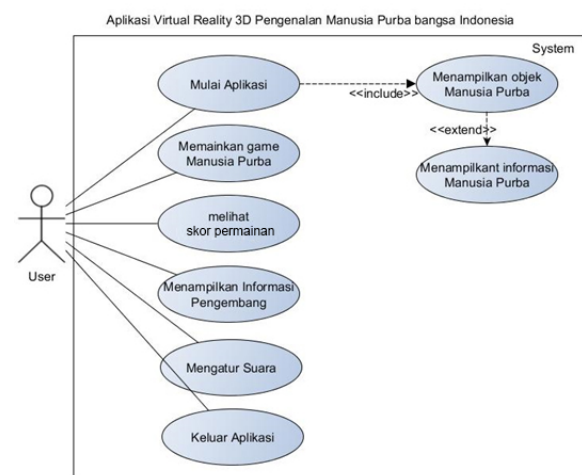 Aplikasi Virtual Reality 3D Pengenalan Manusia Purba bangsa Indonesia
System
Mulai Aplikasi
<<include>>
Menampilkan objek
Manusia Purba
<<extend>>
Memainkan game
Manusia Purba
Menampilkant informasi
Manusia Purba
melihat
skor permainan
User
Menampilkan Informasi
Pengembang
Mengatur Suara
Keluar Aplikasi